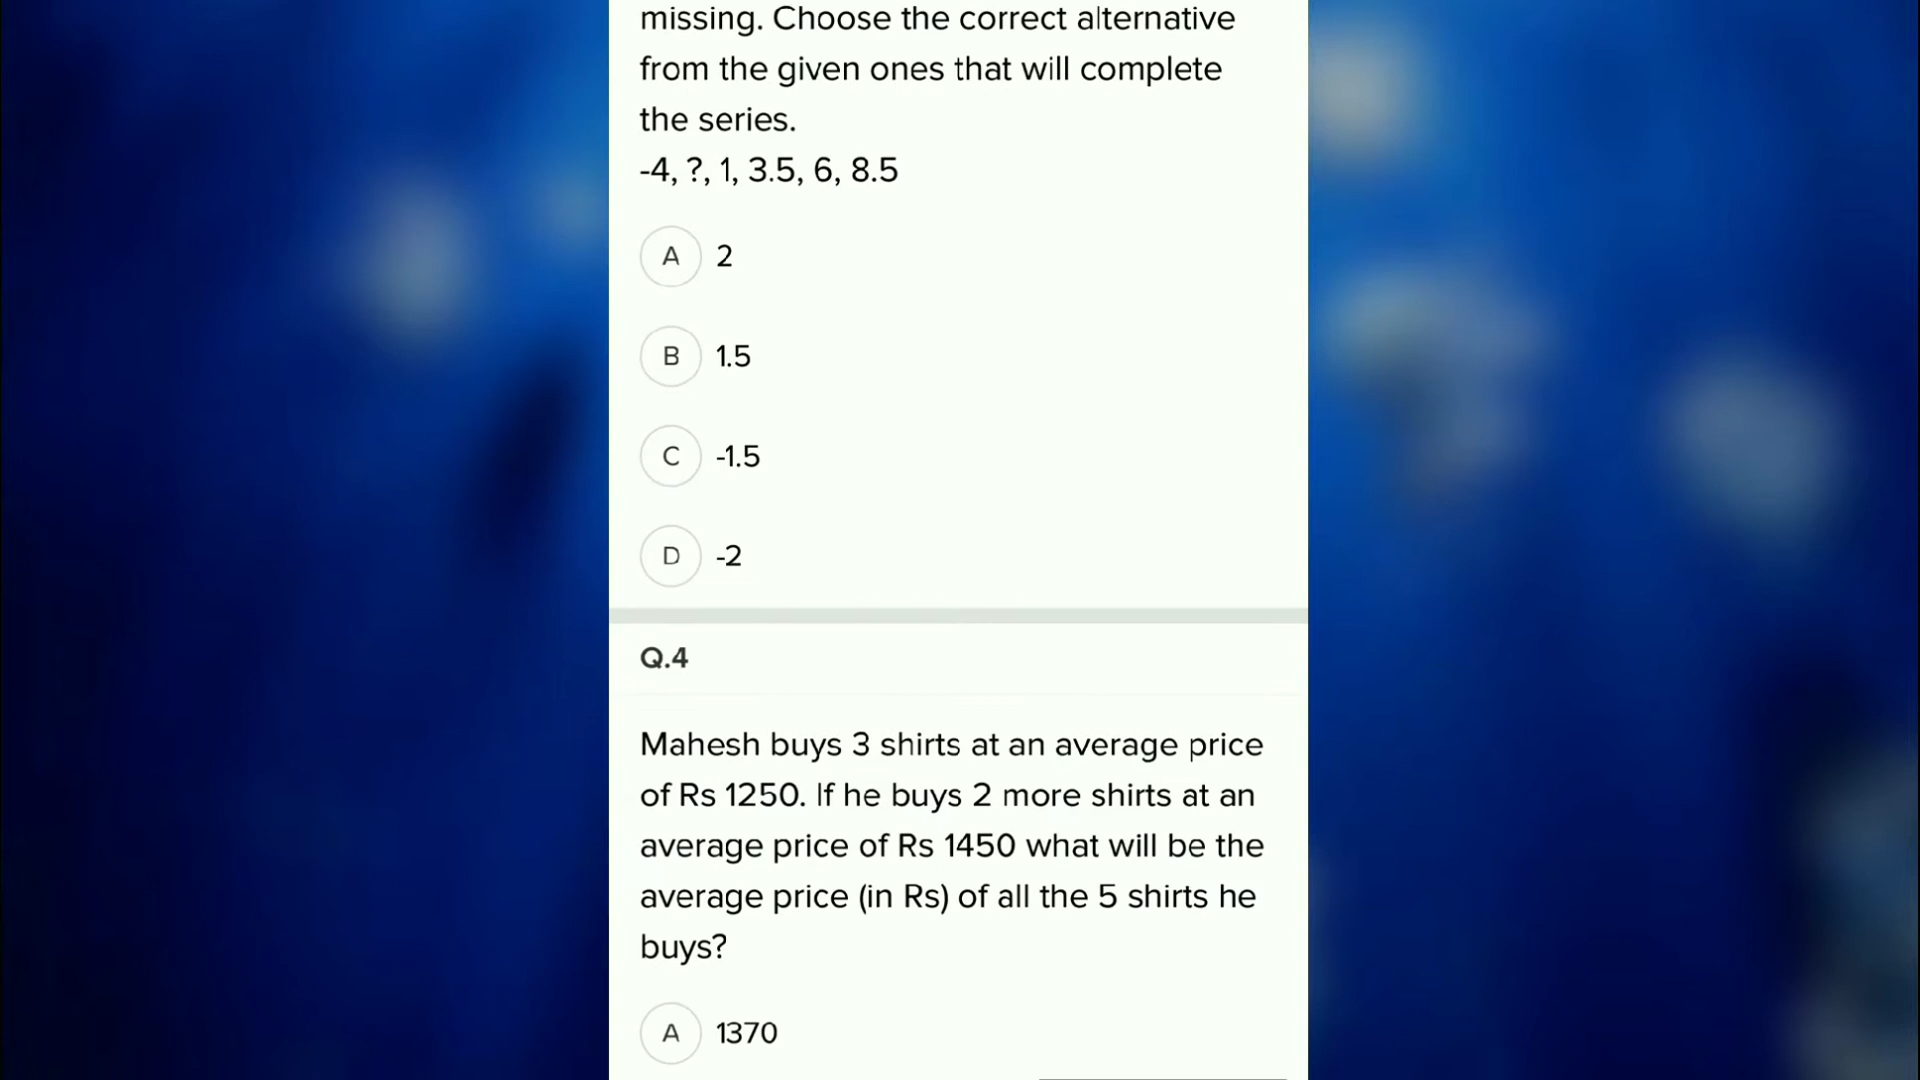 missing. Choose the correct alternative
from the given ones that will complete
the series.
-4, ?, 1, 3.5, 6, 8.5
A 2
B 1.5
C -1.5
D -2
Q.4
Mahesh buys 3 shirts at an average price
of Rs 1250. If he buys 2 more shirts at an
average price of Rs 1450 what will be the
average price (in Rs) of all the 5 shirts he
buys?
A 1370